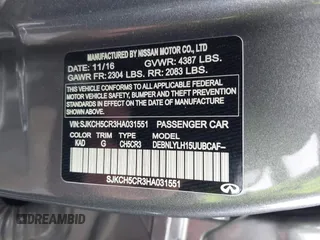 MANUFACTURED BY NISSAN MOTOR CO., LTD
DATE: 11/16 GVWR: 4387 LBS.
GAWR FR: 2304 LBS. RR: 2083 LBS.
THIS VEHICLE CONFORMS TO ALL APPLICABLE
FEDERAL MOTOR VEHICLE SAFETY, BUMPER, AND THEFT PREVENTION
STANDARDS IN EFFECT ON THE DATE OF MANUFACTURE SHOWN ABOVE.
VIN: SJKCH5CR3HA031551 PASSENGER CAR
COLOR TRIM MODEL
KAD G CH5CR3 DEBNLYLH15UUBCAF-
SJKCH5CR3HA031551
DREAMBID